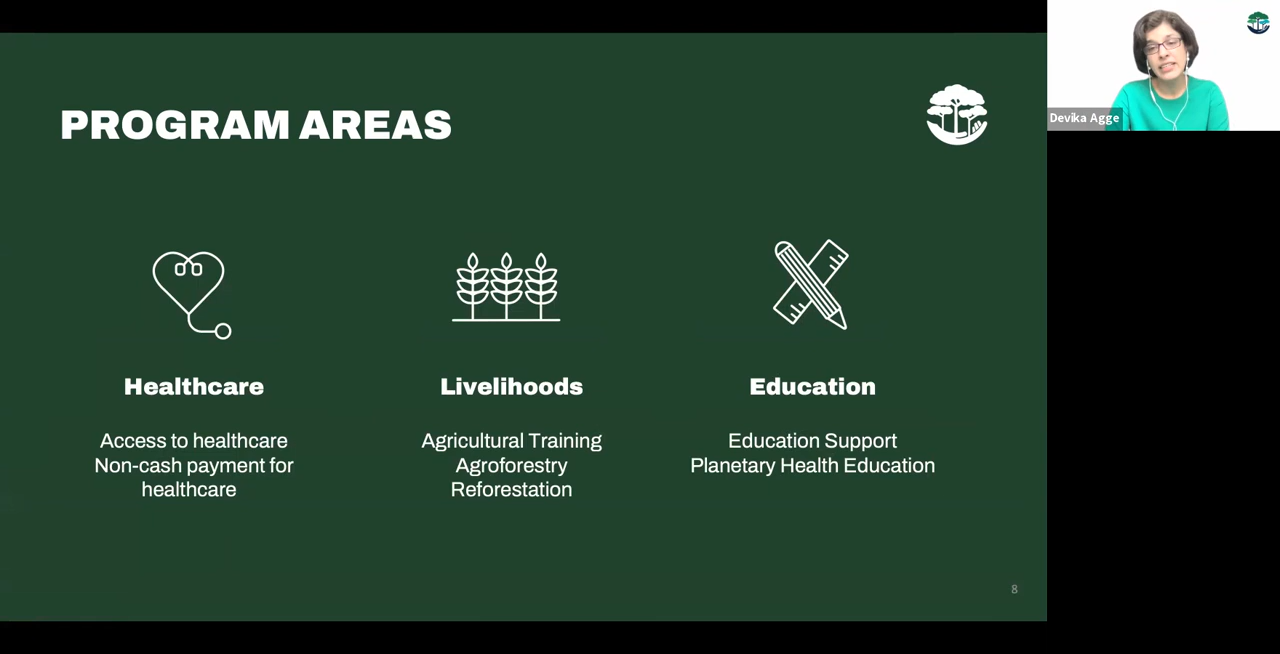 PROGRAM AREAS
Devika Agge
Healthcare
Access to healthcare
Non-cash payment for
healthcare
Livelihoods
Agricultural Training
Agroforestry
Reforestation
Education
Education Support
Planetary Health Education
8